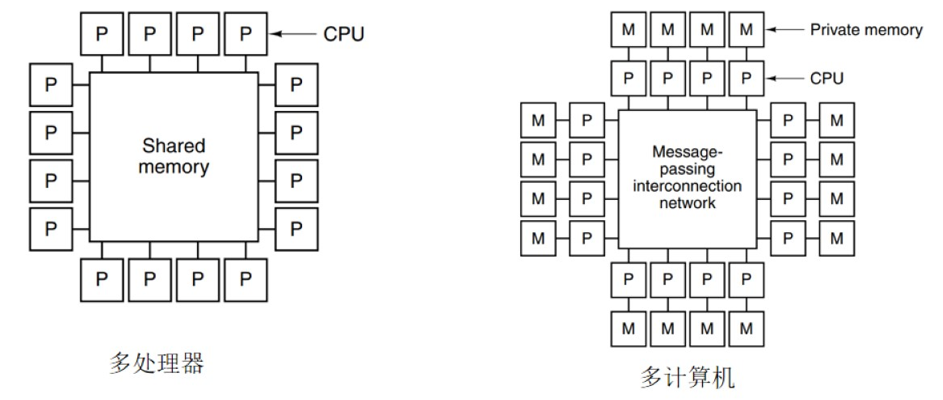 P P P P CPU
P P
P P
P P
P P
Shared
memory
P P P P
多处理器
M M M M Private memory
P P P P CPU
M P P M
M P P M
M P P M
M P P M
Message-
passing
interconnection
network
P P P P
M M M M
多计算机